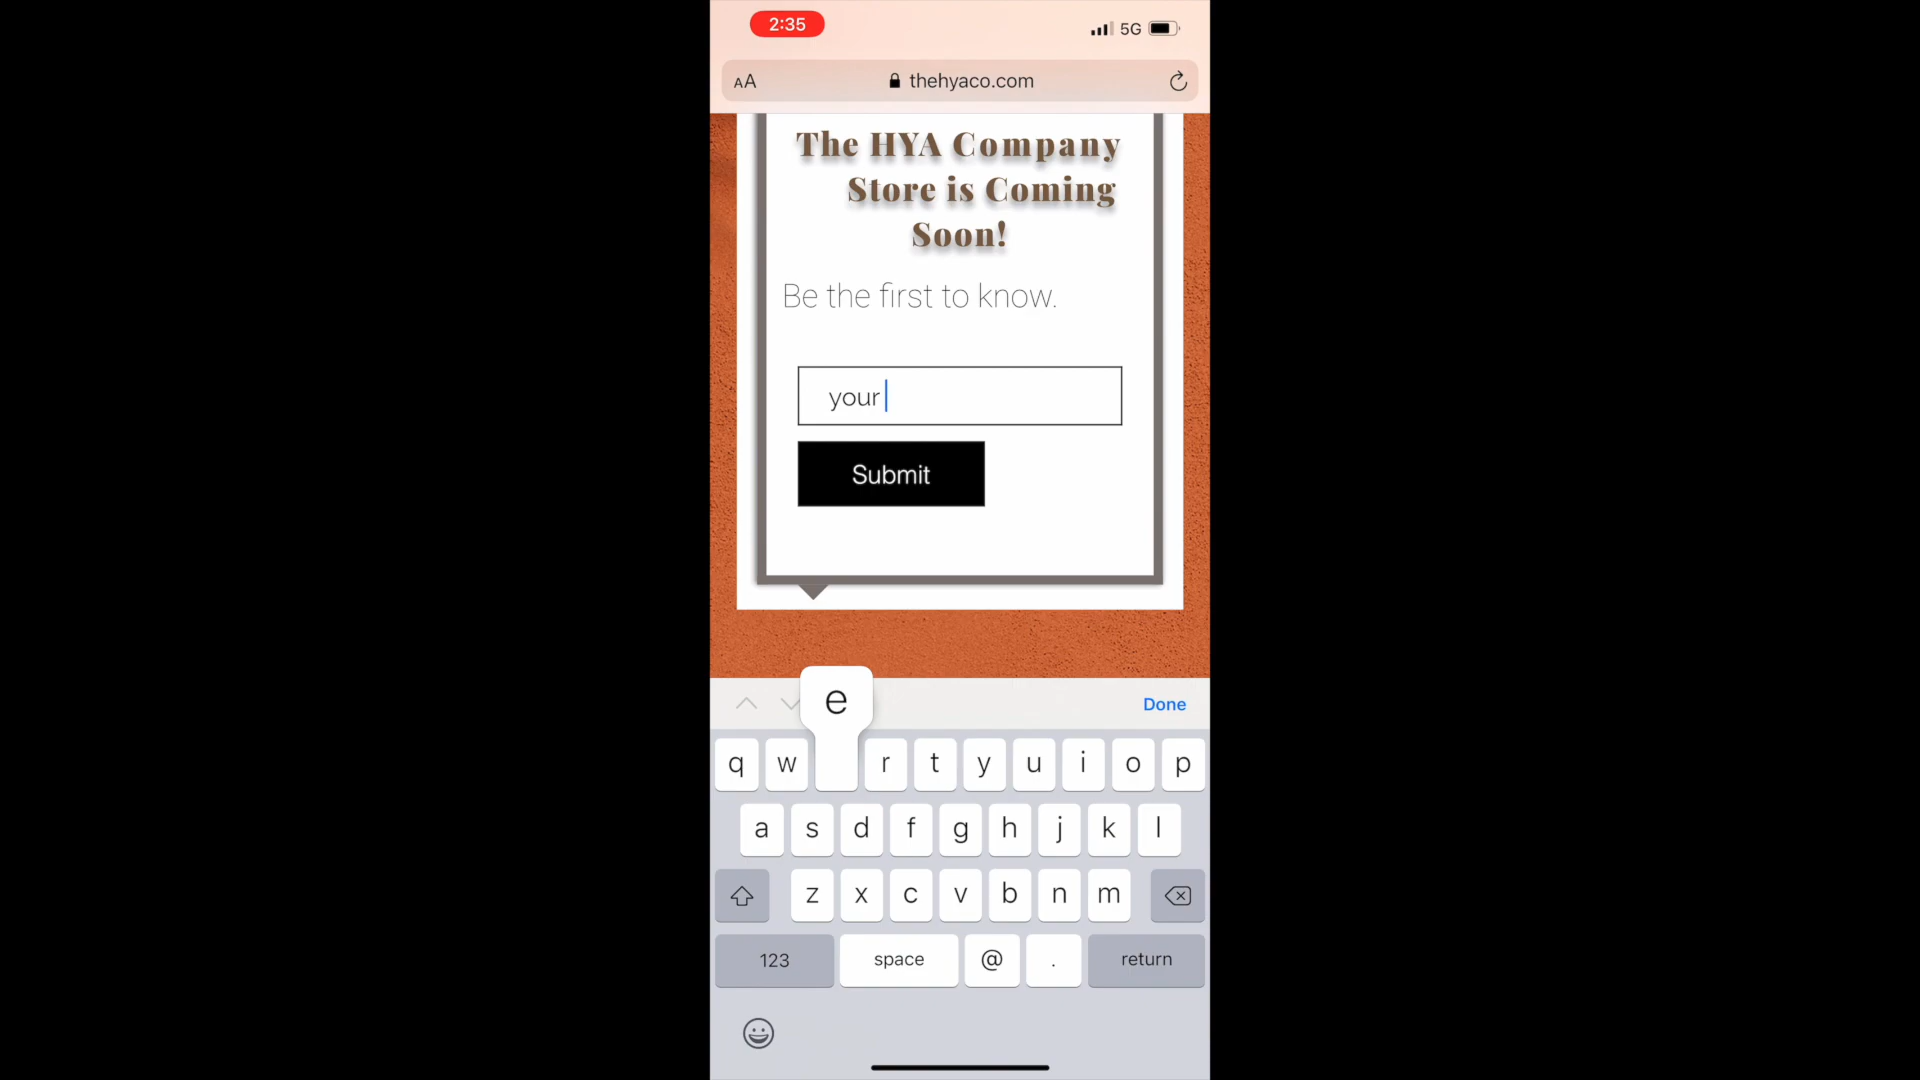 2:35
5G
AA
thehyaco.com
The HYA Company
Store is Coming
Soon!
Be the first to know.
your
Submit
e
Done
q w r t y u i o p
a s d f g h j k l
z x c v b n m
123 space @ . return